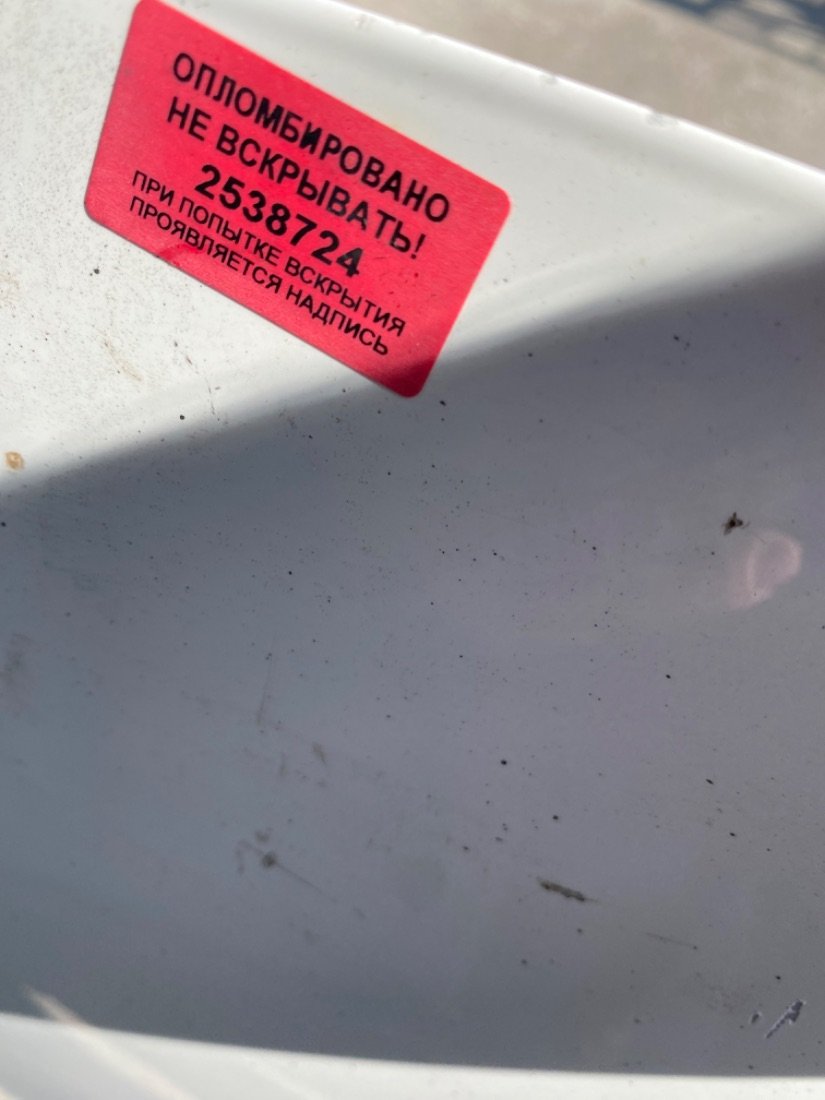 ОПЛОМБИРОВАНО
НЕ ВСКРЫВАТЬ!
2538724
ПРИ ПОПЫТКЕ ВСКРЫТИЯ
ПРОЯВЛЯЕТСЯ НАДПИСЬ